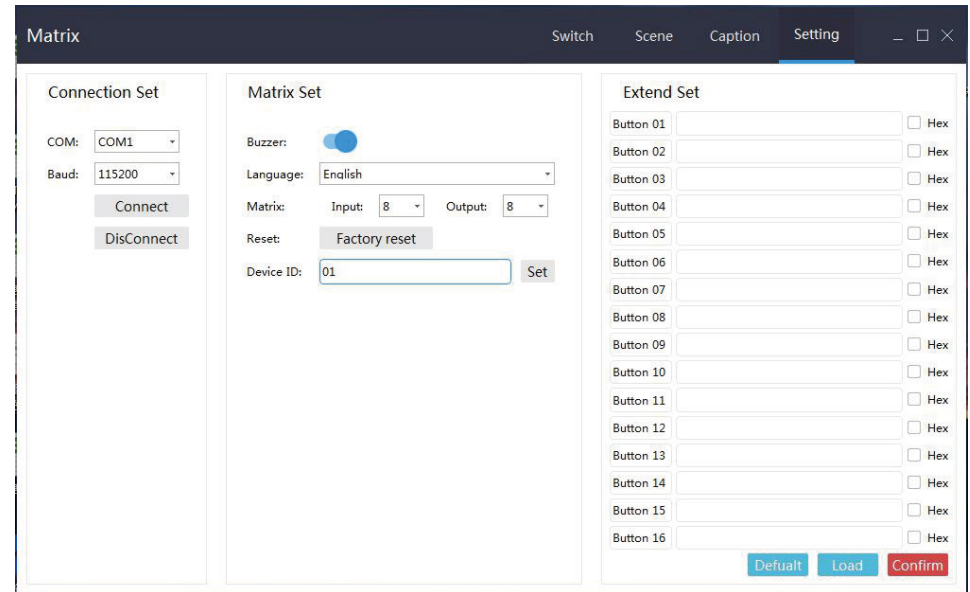 Matrix Switch Scene Caption Setting
Connection Set
COM: COM1
Baud: 115200
Connect
DisConnect
Matrix Set
Buzzer:
Language: English
Matrix: Input: 8 Output: 8
Reset: Factory reset
Device ID: 01 Set
Extend Set
Button 01 Hex
Button 02 Hex
Button 03 Hex
Button 04 Hex
Button 05 Hex
Button 06 Hex
Button 07 Hex
Button 08 Hex
Button 09 Hex
Button 10 Hex
Button 11 Hex
Button 12 Hex
Button 13 Hex
Button 14 Hex
Button 15 Hex
Button 16 Hex
Defualt Load Confirm